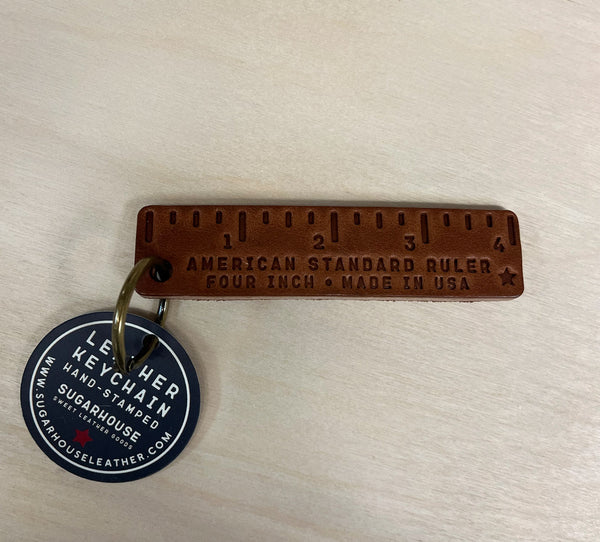 1 2 3 4
AMERICAN STANDARD RULER
FOUR INCH • MADE IN USA
KEYCHAIN
HAND-STAMPED
SUGARHOUSE
SWEET LEATHER GOODS
WWW.SUGARHOUSELEATHER.COM